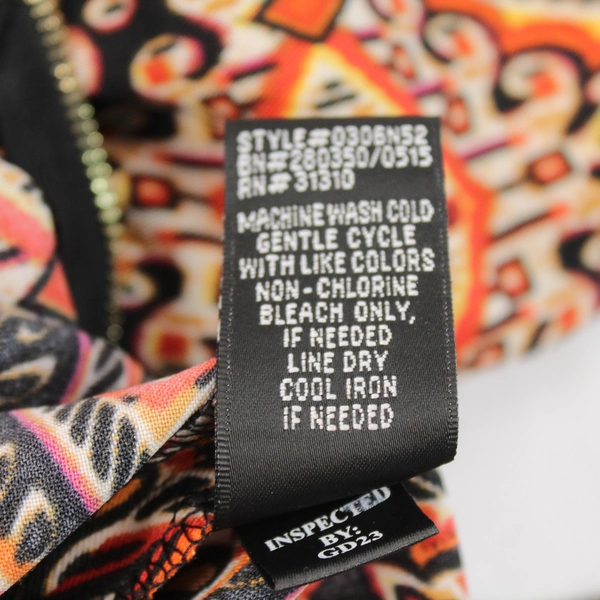 STYLE#0306N52
BN#280350/0515
RN#31310
MACHINE WASH COLD
GENTLE CYCLE
WITH LIKE COLORS
NON-CHLORINE
BLEACH ONLY,
IF NEEDED
LINE DRY
COOL IRON
IF NEEDED
INSPECTED
BY:
GD23